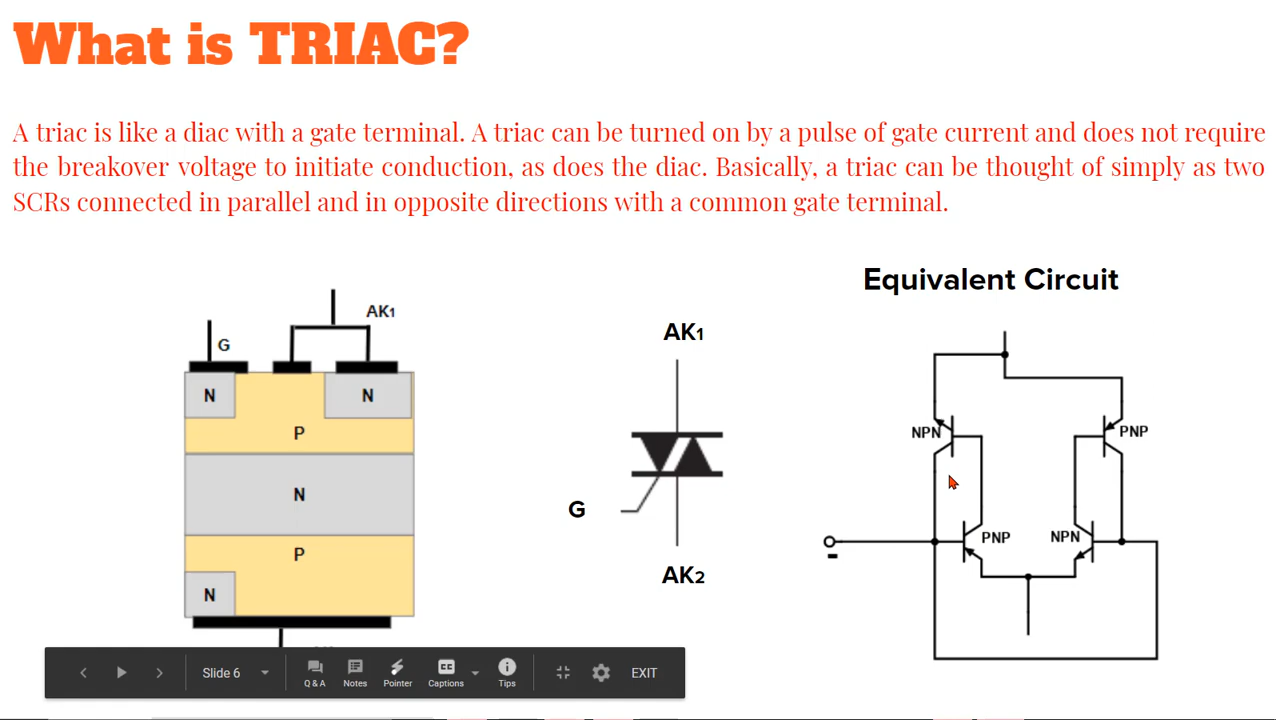 What is TRIAC?
A triac is like a diac with a gate terminal. A triac can be turned on by a pulse of gate current and does not require
the breakover voltage to initiate conduction, as does the diac. Basically, a triac can be thought of simply as two
SCRs connected in parallel and in opposite directions with a common gate terminal.
Equivalent Circuit
AK1
G
N
N
P
N
P
N
AK1
G
AK2
NPN
PNP
PNP
NPN
Slide 6
Q & A
Notes
Pointer
CC
Captions
Tips
EXIT